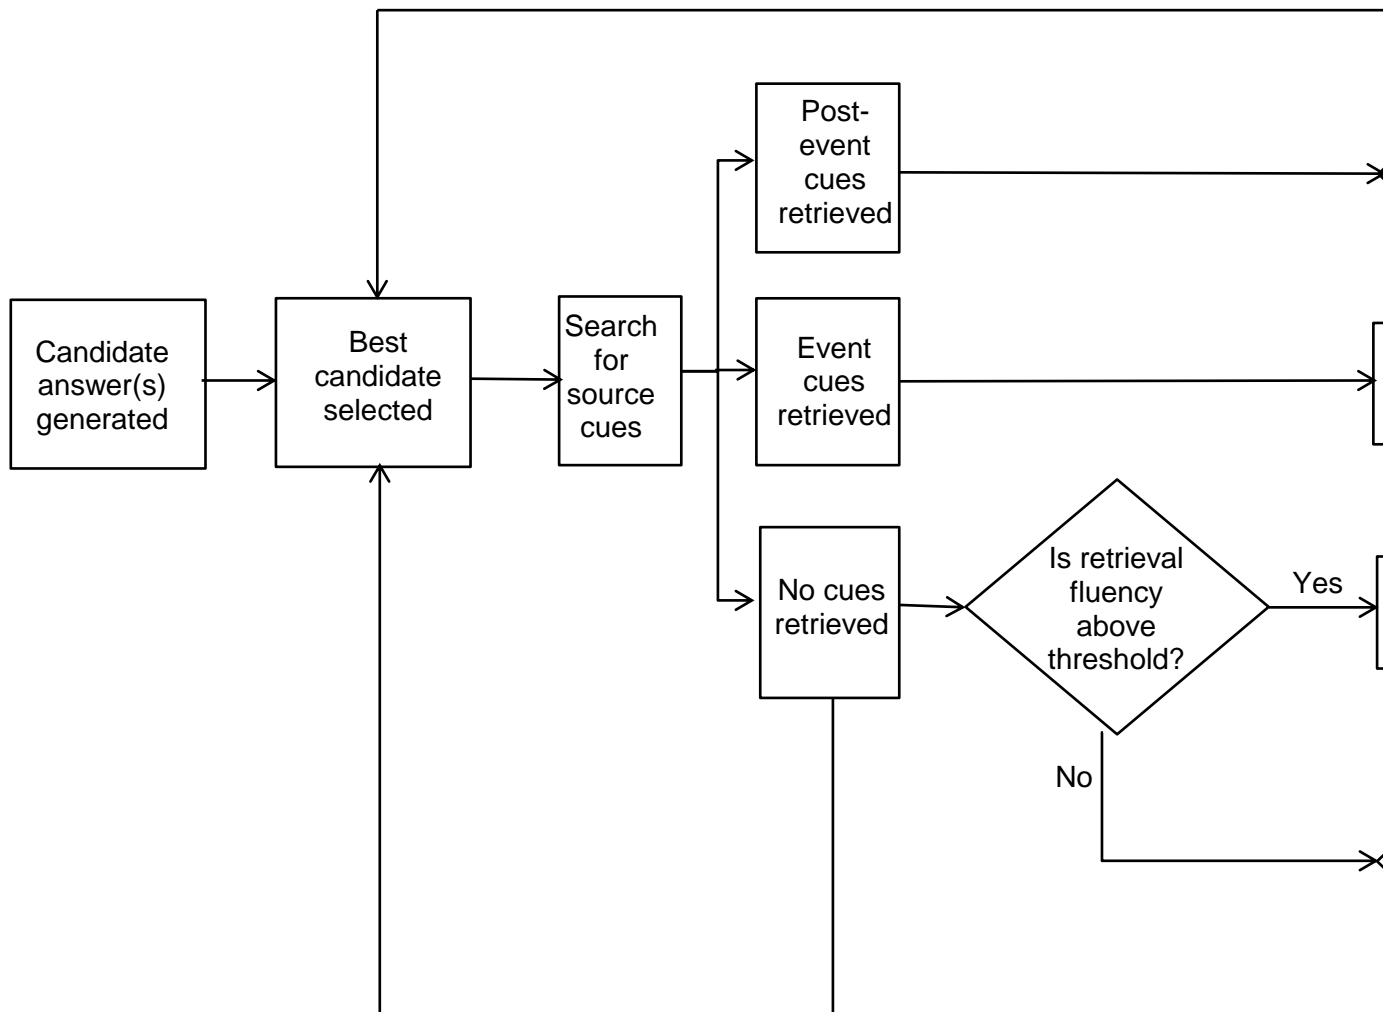 Candidate
answer(s)
generated
Best
candidate
selected
Search
for
source
cues
Post-
event
cues
retrieved
Event
cues
retrieved
No cues
retrieved
Is retrieval
fluency
above
threshold?
Yes
No